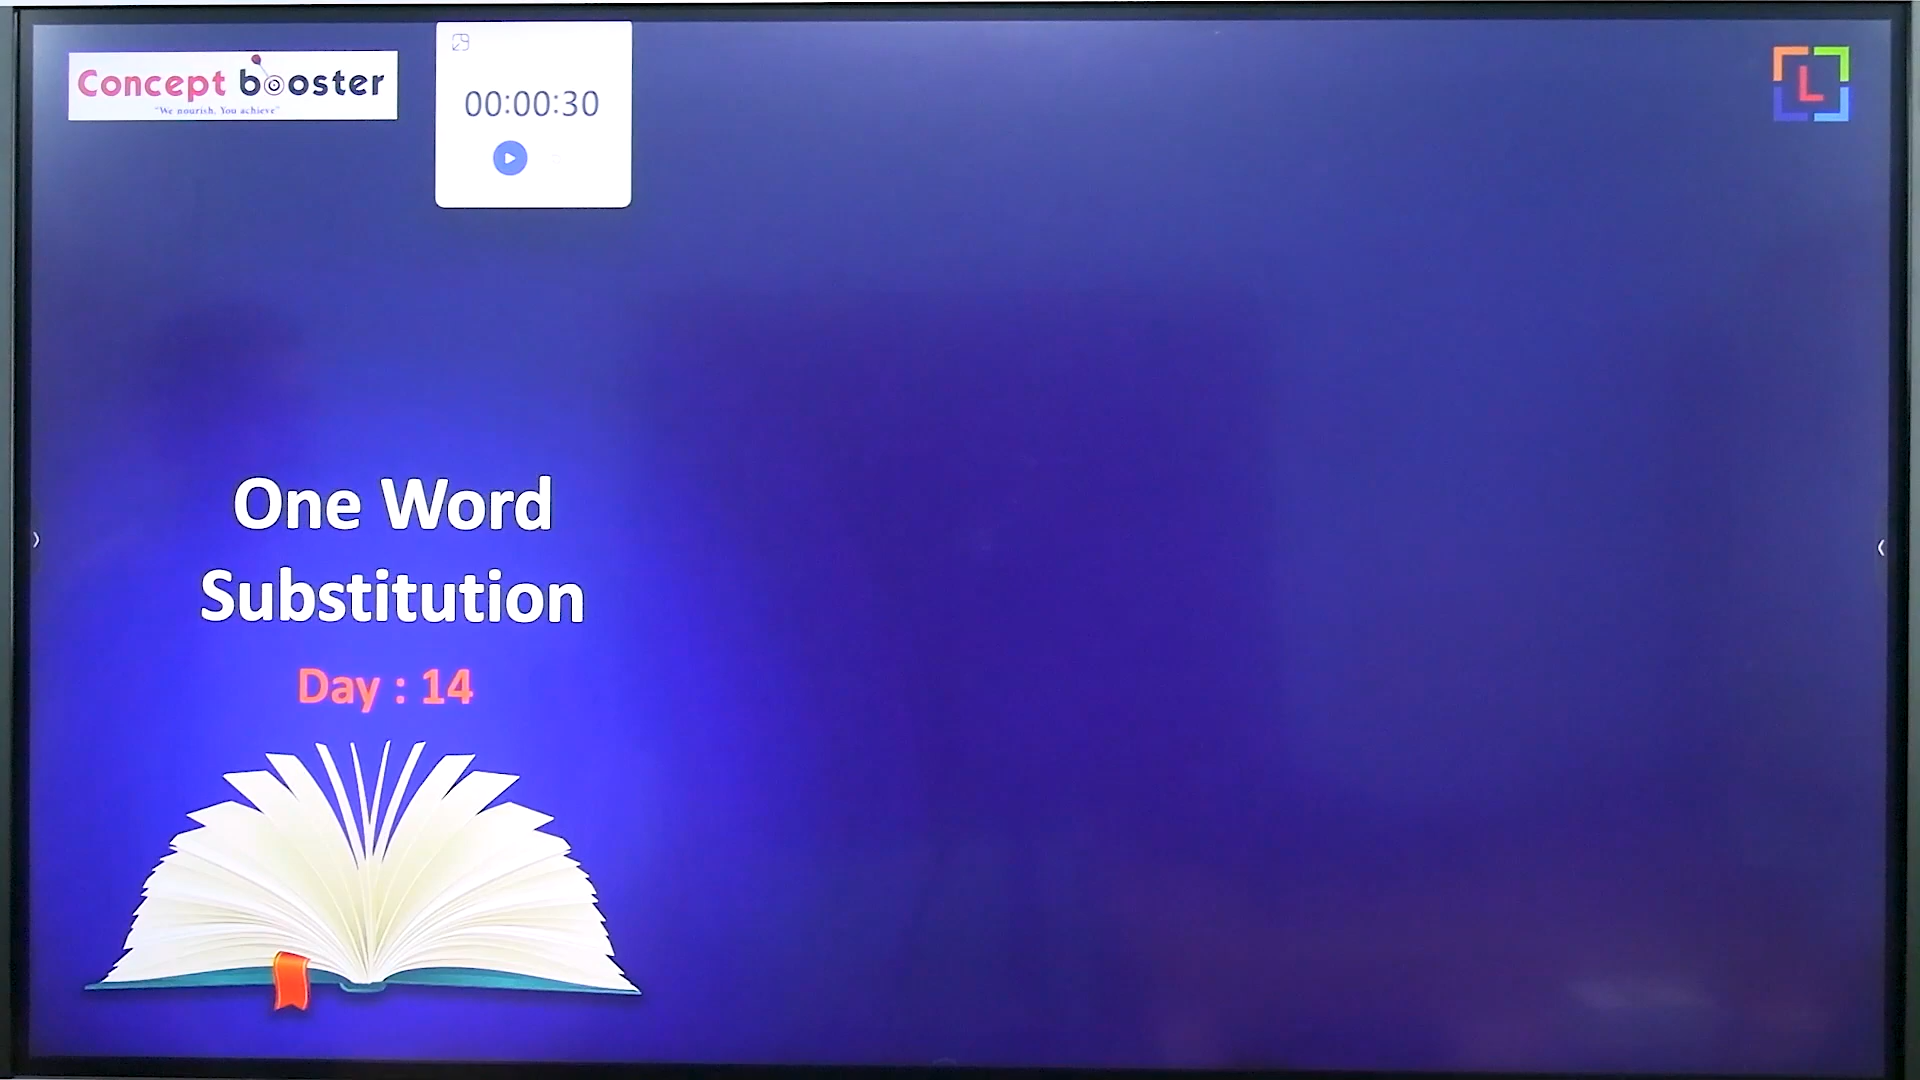 Concept booster
"We nourish, You achieve"
00:00:30
L
One Word
Substitution
Day : 14